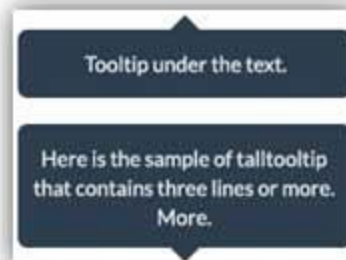 Tooltip under the text.
Here is the sample of talltooltip
that contains three lines or more.
More.